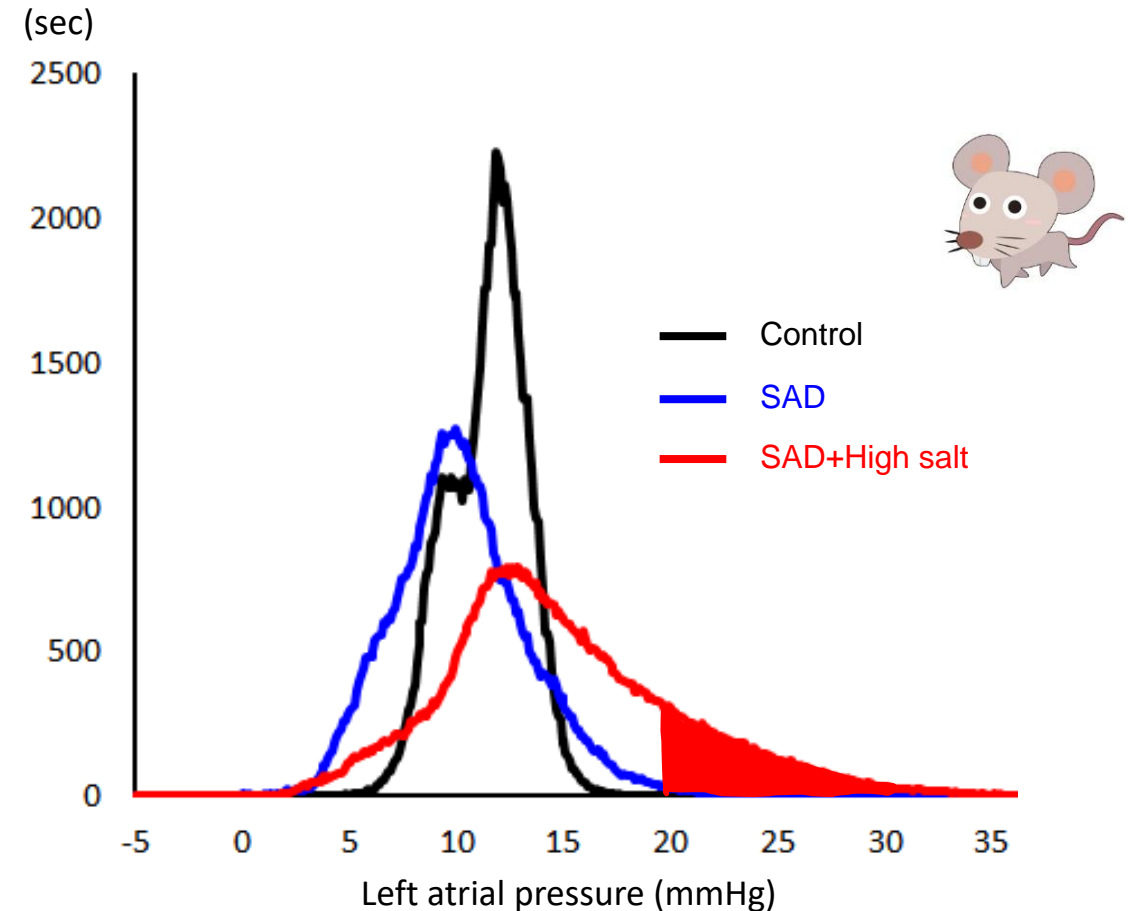 (sec)
2500
2000
1500
1000
500
0
Control
SAD
SAD+High salt
-5 0 5 10 15 20 25 30 35
Left atrial pressure (mmHg)